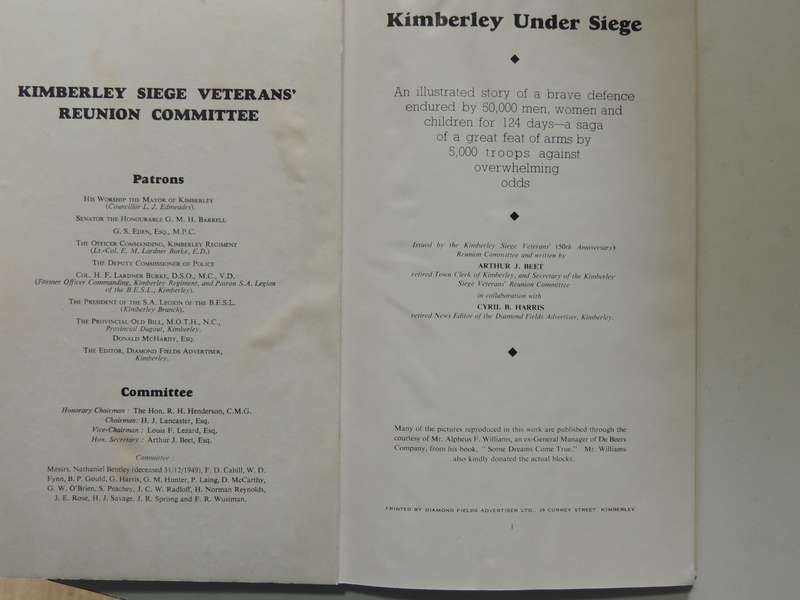 KIMBERLEY SIEGE VETERANS'
REUNION COMMITTEE
Patrons
HIS WORSHIP THE MAYOR OF KIMBERLEY
(Councillor L. J. Edmeades).
SENATOR THE HONOURABLE G. M. H. BARRELL
G. S. EDEN, ESQ., M.P.C.
THE OFFICER COMMANDING, KIMBERLEY REGIMENT
(Lt.-Col. E. M. Lardner Burke, E.D.)
THE DEPUTY COMMISSIONER OF POLICE
COL. H. F. LARDNER BURKE, D.S.O., M.C., V.D.
(Former Officer Commanding, Kimberley Regiment, and Patron S.A. Legion
of the B.E.S.L., Kimberley).
THE PRESIDENT OF THE S.A. LEGION OF THE B.E.S.L.
(Kimberley Branch).
THE PROVINCIAL OLD BILL, M.O.T.H., N.C.,
Provincial Dugout, Kimberley.
DONALD MCHARDY, ESQ.
THE EDITOR, DIAMOND FIELDS ADVERTISER,
Kimberley.
Committee
Honorary Chairman : The Hon. R. H. Henderson, C.M.G.
Chairman: H. J. Lancaster, Esq.
Vice-Chairman : Louis F. Lezard, Esq.
Hon. Secretary : Arthur J. Beet, Esq.
Committee :
Messrs. Nathaniel Bentley (deceased 31/12/1949), F. D. Cahill, W. D.
Fynn, B. P. Gould, G. Harris, G. M. Hunter, P. Laing, D. McCarthy,
G. W. O'Brien, S. Peachey, J. C. W. Radloff, H. Norman Reynolds,
J. E. Rose, H. J. Savage, J. R. Sprong and F. R. Wustman.
Kimberley Under Siege
An illustrated story of a brave defence
endured by 50,000 men, women and
children for 124 days—a saga
of a great feat of arms by
5,000 troops against
overwhelming
odds
Issued by the Kimberley Siege Veterans' (50th Anniversary)
Reunion Committee and written by
ARTHUR J. BEET
retired Town Clerk of Kimberley, and Secretary of the Kimberley
Siege Veterans' Reunion Committee
in collaboration with
CYRIL B. HARRIS
retired News Editor of the Diamond Fields Advertiser, Kimberley.
Many of the pictures reproduced in this work are published through the
courtesy of Mr. Alpheus F. Williams, an ex-General Manager of De Beers
Company, from his book, "Some Dreams Come True." Mr. Williams
also kindly donated the actual blocks.
PRINTED BY DIAMOND FIELDS ADVERTISER LTD., 29 CURREY STREET, KIMBERLEY
1